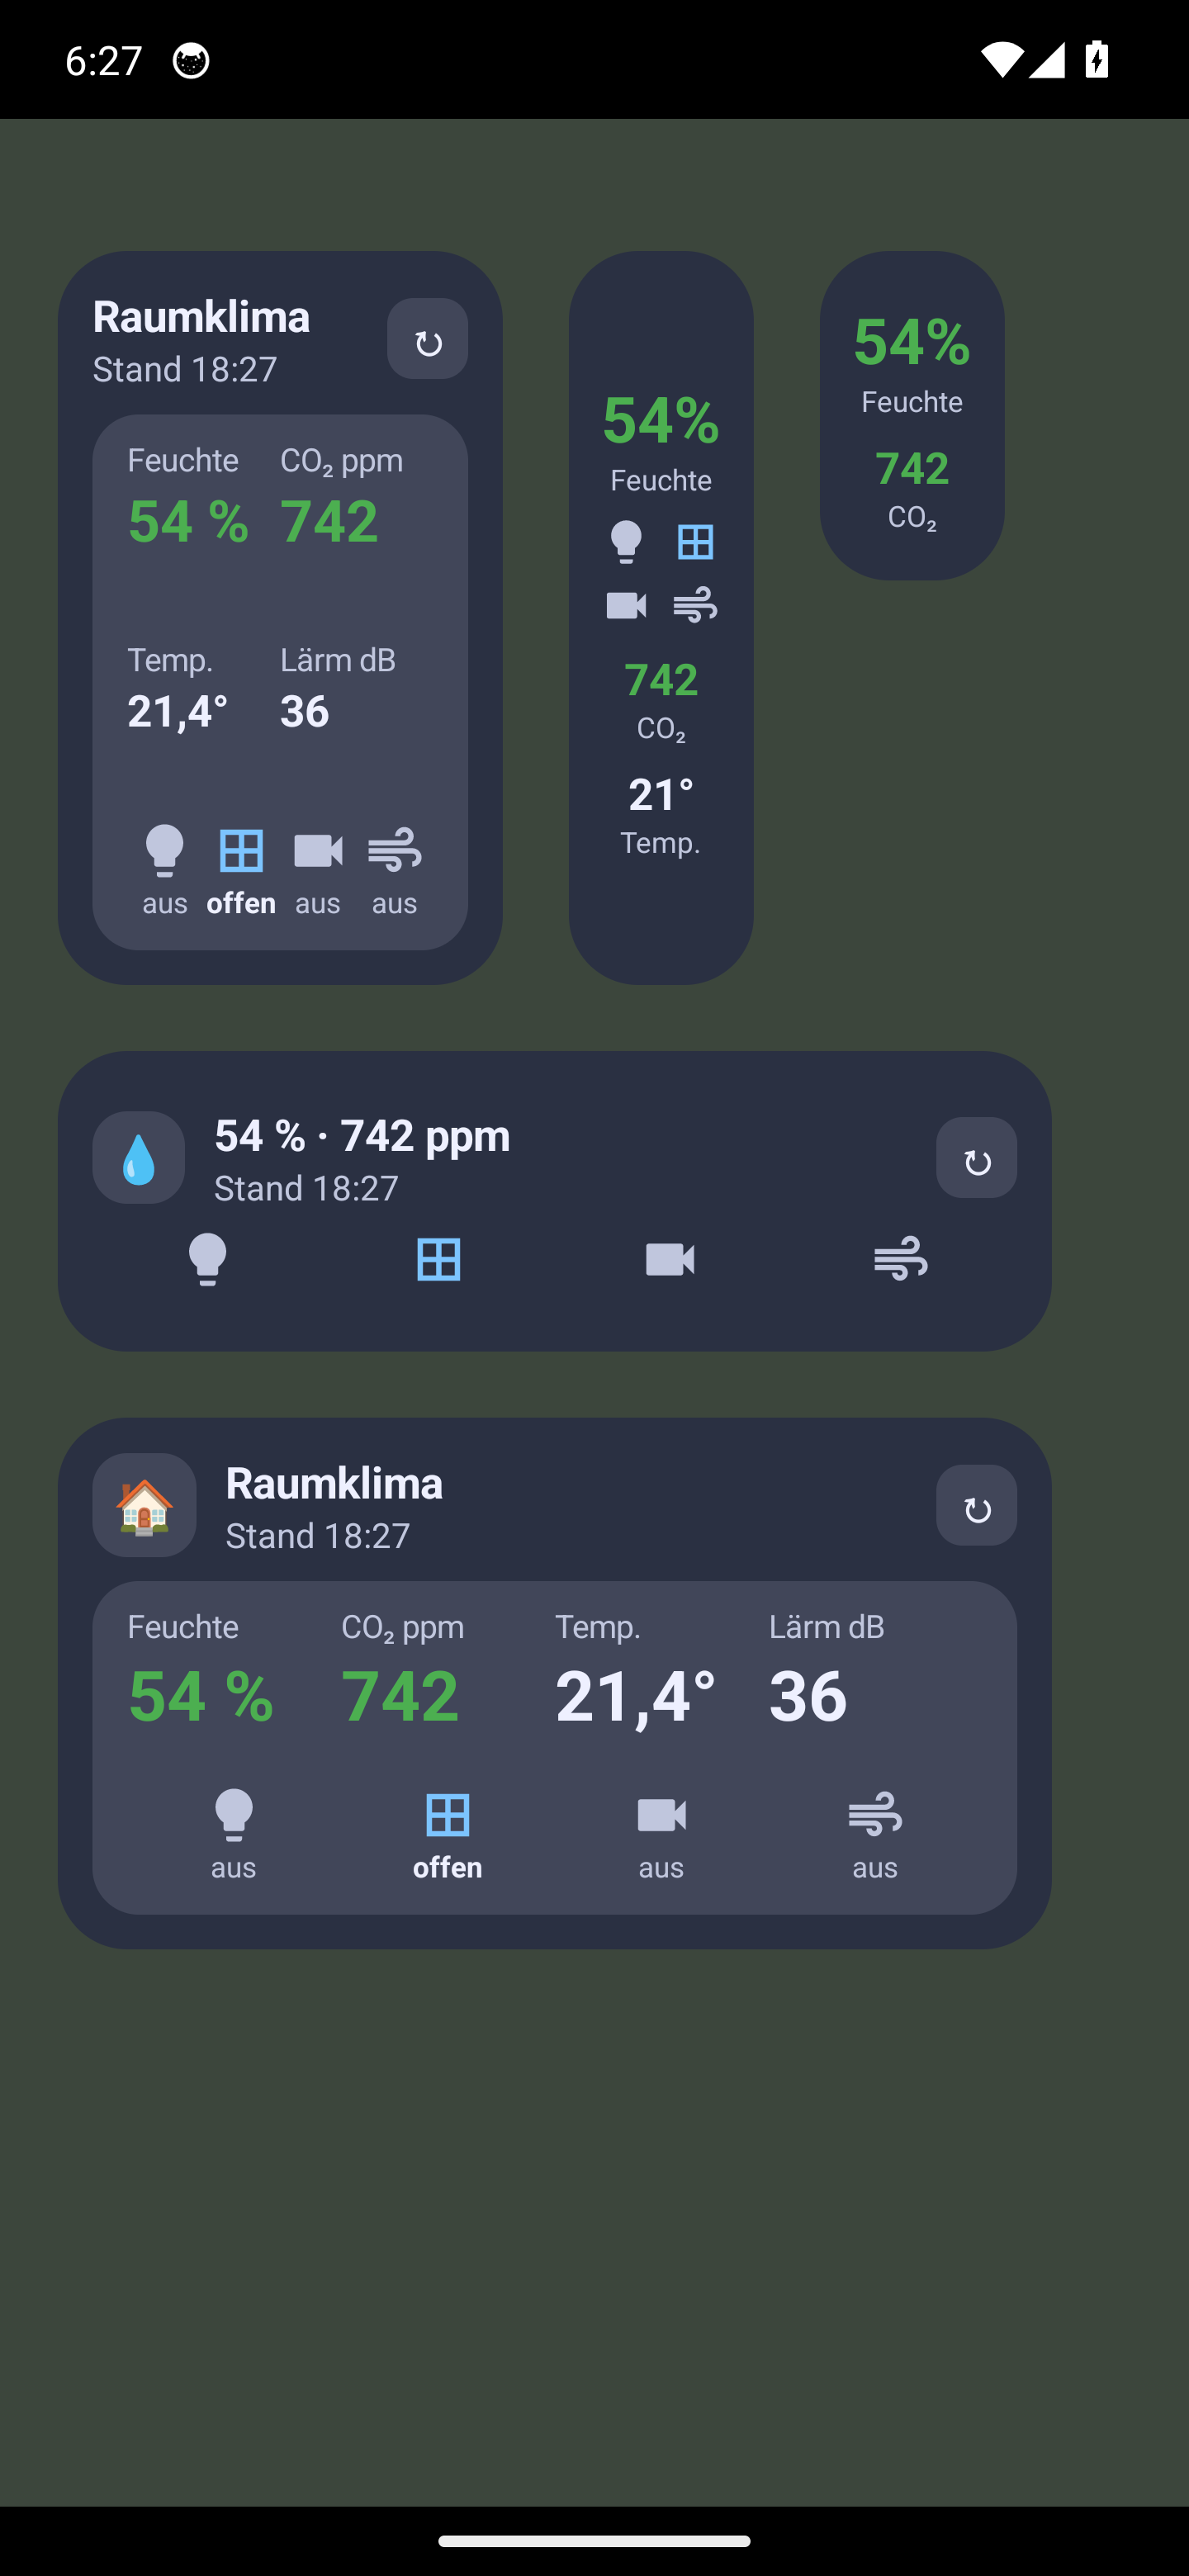 6:27
Raumklima
Stand 18:27
↻
Feuchte CO₂ ppm
54 % 742
Temp. Lärm dB
21,4° 36
aus offen aus aus
54%
Feuchte
742
CO₂
21°
Temp.
54%
Feuchte
742
CO₂
54 % · 742 ppm
Stand 18:27
↻
Raumklima
Stand 18:27
↻
Feuchte CO₂ ppm Temp. Lärm dB
54 % 742 21,4° 36
aus offen aus aus